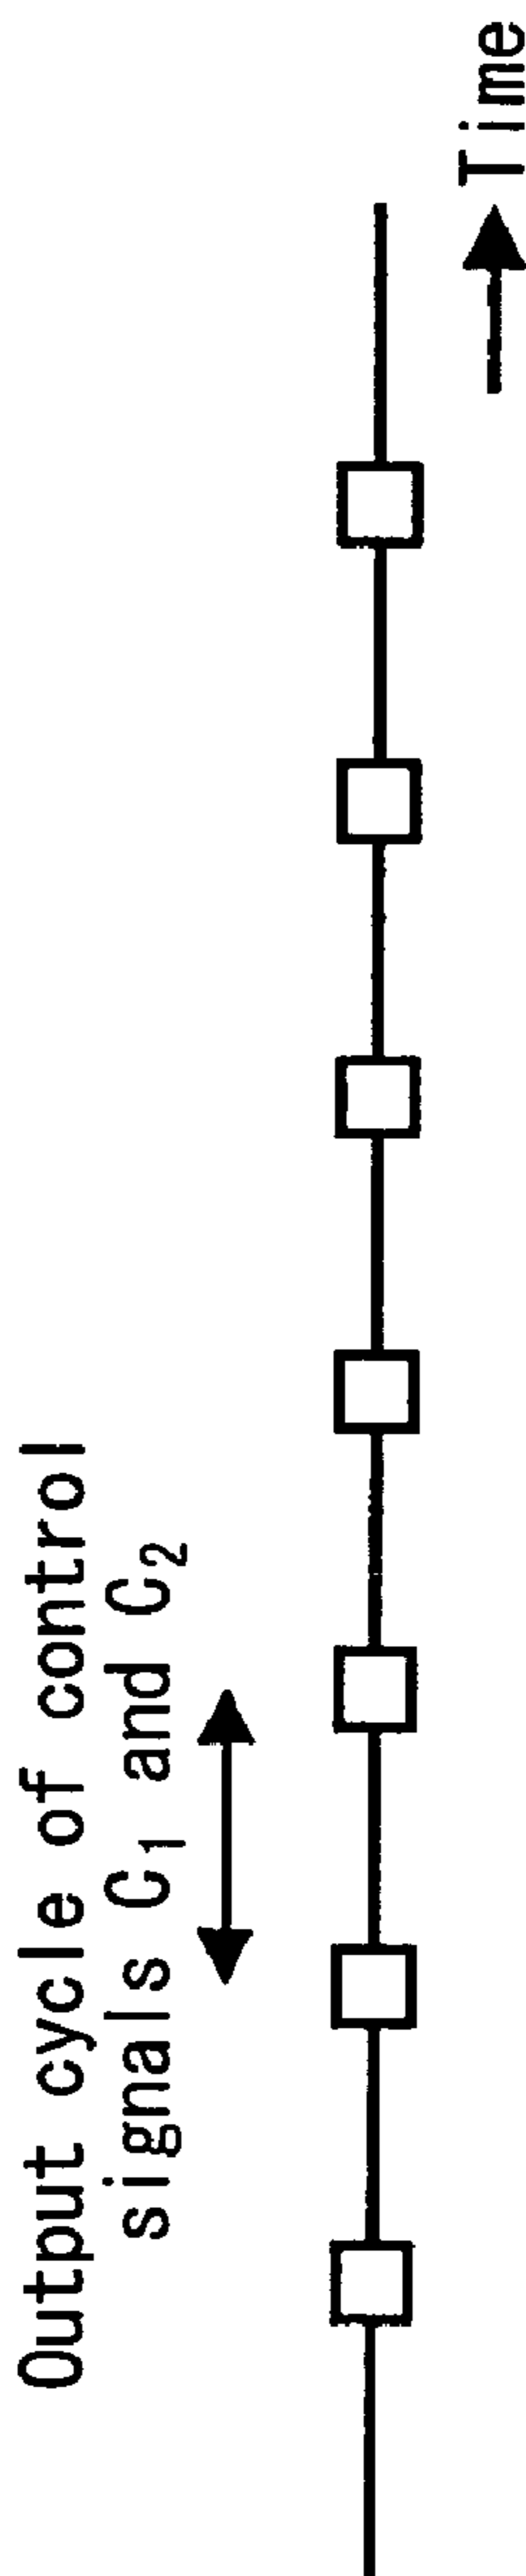 Output cycle of control
signals C₁ and C₂
Time